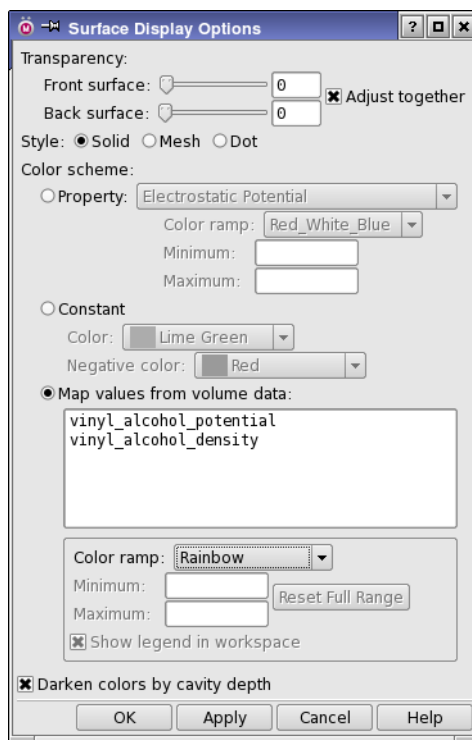 Surface Display Options
Transparency:
Front surface: 0
Adjust together
Back surface: 0
Style: Solid Mesh Dot
Color scheme:
Property: Electrostatic Potential
Color ramp: Red_White_Blue
Minimum:
Maximum:
Constant
Color: Lime Green
Negative color: Red
Map values from volume data:
vinyl_alcohol_potential
vinyl_alcohol_density
Color ramp: Rainbow
Minimum:
Reset Full Range
Maximum:
Show legend in workspace
Darken colors by cavity depth
OK Apply Cancel Help